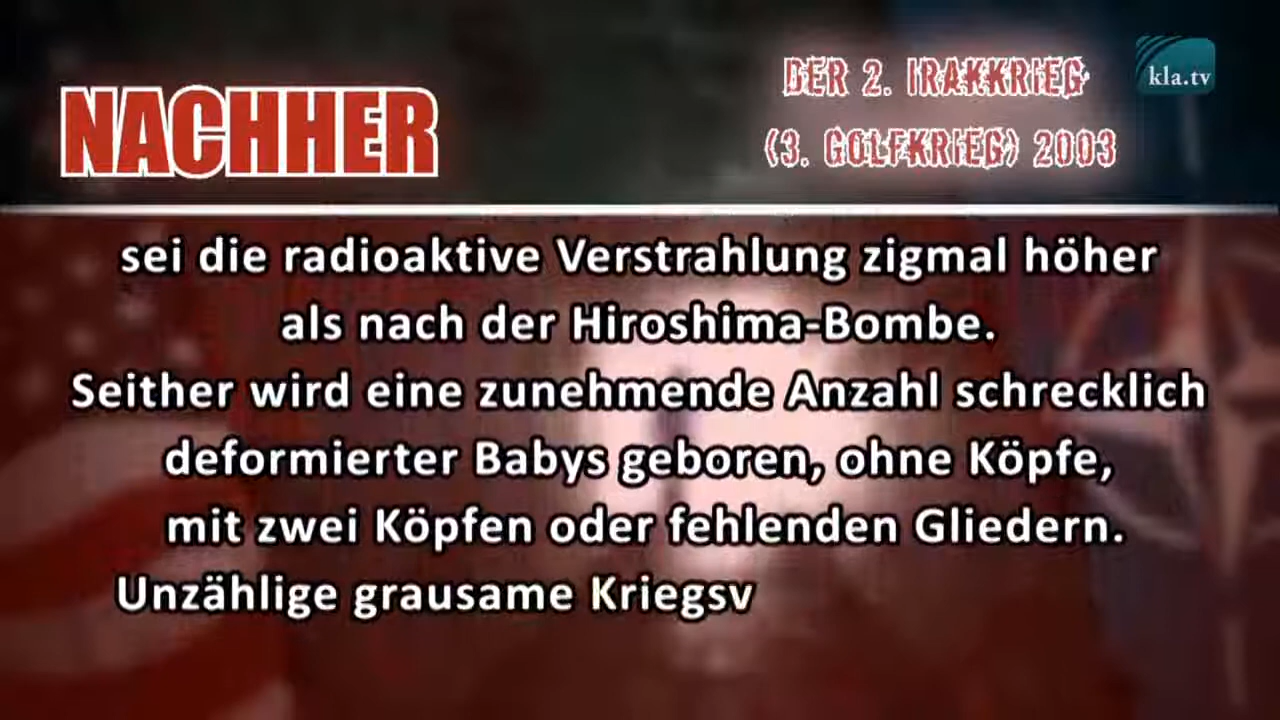 NACHHER
DER 2. IRAKKRIEG
(3. GOLFKRIEG) 2003
kla.tv
sei die radioaktive Verstrahlung zigmal höher
als nach der Hiroshima-Bombe.
Seither wird eine zunehmende Anzahl schrecklich
deformierter Babys geboren, ohne Köpfe,
mit zwei Köpfen oder fehlenden Gliedern.
Unzählige grausame Kriegsv